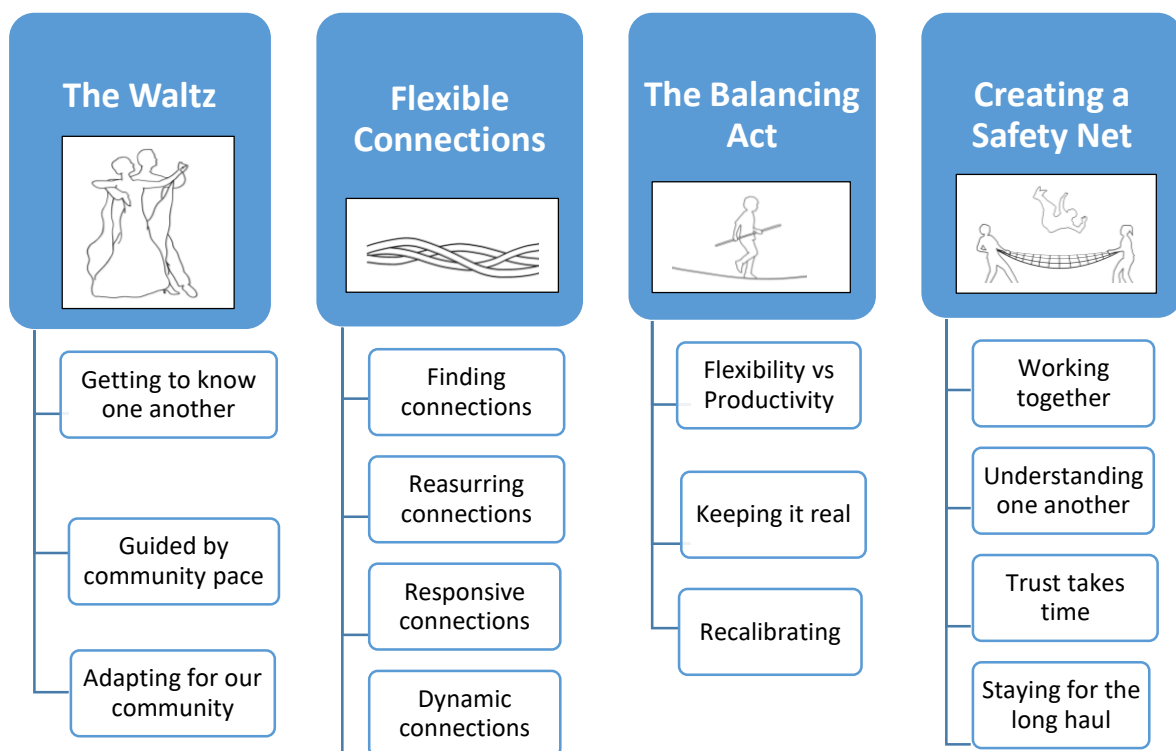 The Waltz
Getting to know
one another
Guided by
community pace
Adapting for our
community
Flexible
Connections
Finding
connections
Reasurring
connections
Responsive
connections
Dynamic
connections
The Balancing
Act
Flexibility vs
Productivity
Keeping it real
Recalibrating
Creating a
Safety Net
Working
together
Understanding
one another
Trust takes
time
Staying for the
long haul